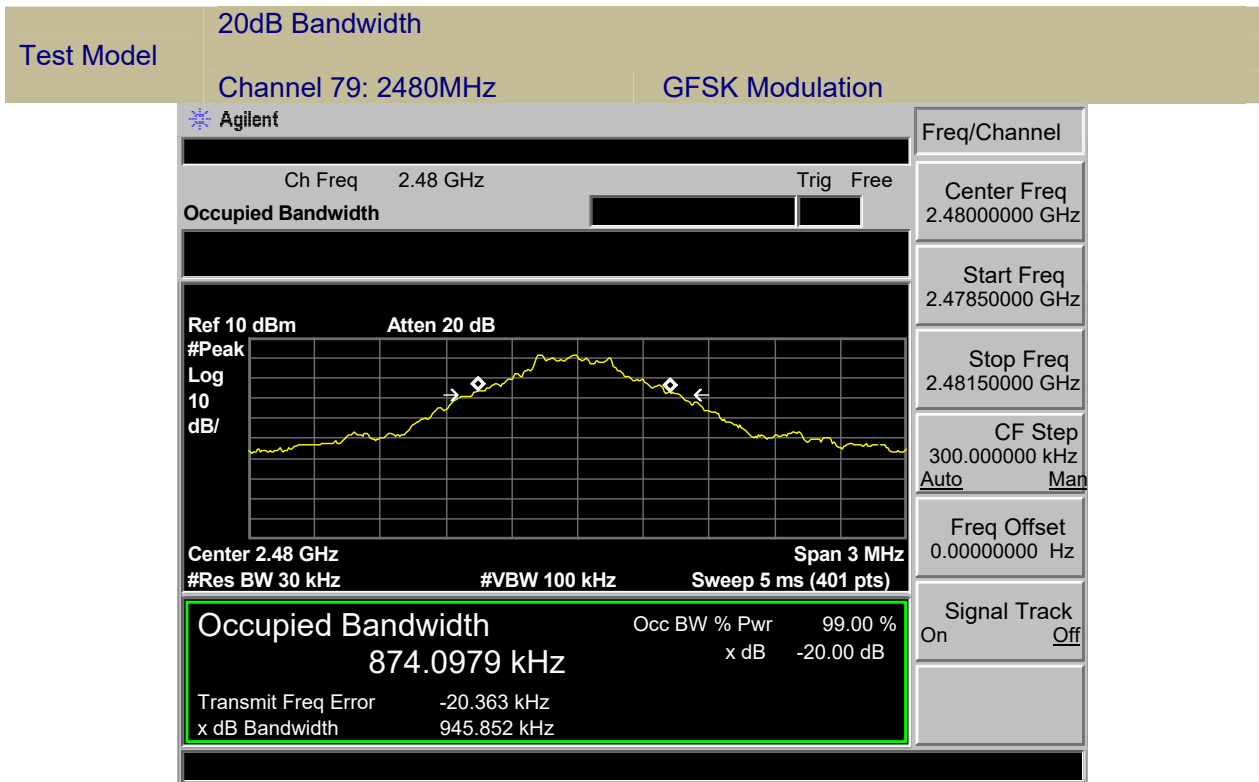 20dB Bandwidth
Test Model
Channel 79: 2480MHz GFSK Modulation
Agilent
Freq/Channel
Ch Freq 2.48 GHz Trig Free
Occupied Bandwidth
Center Freq
2.48000000 GHz
Start Freq
2.47850000 GHz
Stop Freq
2.48150000 GHz
CF Step
300.000000 kHz
Auto Man
Freq Offset
0.00000000 Hz
Signal Track
On Off
Ref 10 dBm Atten 20 dB
#Peak
Log
10
dB/
Center 2.48 GHz Span 3 MHz
#Res BW 30 kHz #VBW 100 kHz Sweep 5 ms (401 pts)
Occupied Bandwidth Occ BW % Pwr 99.00 %
874.0979 kHz x dB -20.00 dB
Transmit Freq Error -20.363 kHz
x dB Bandwidth 945.852 kHz